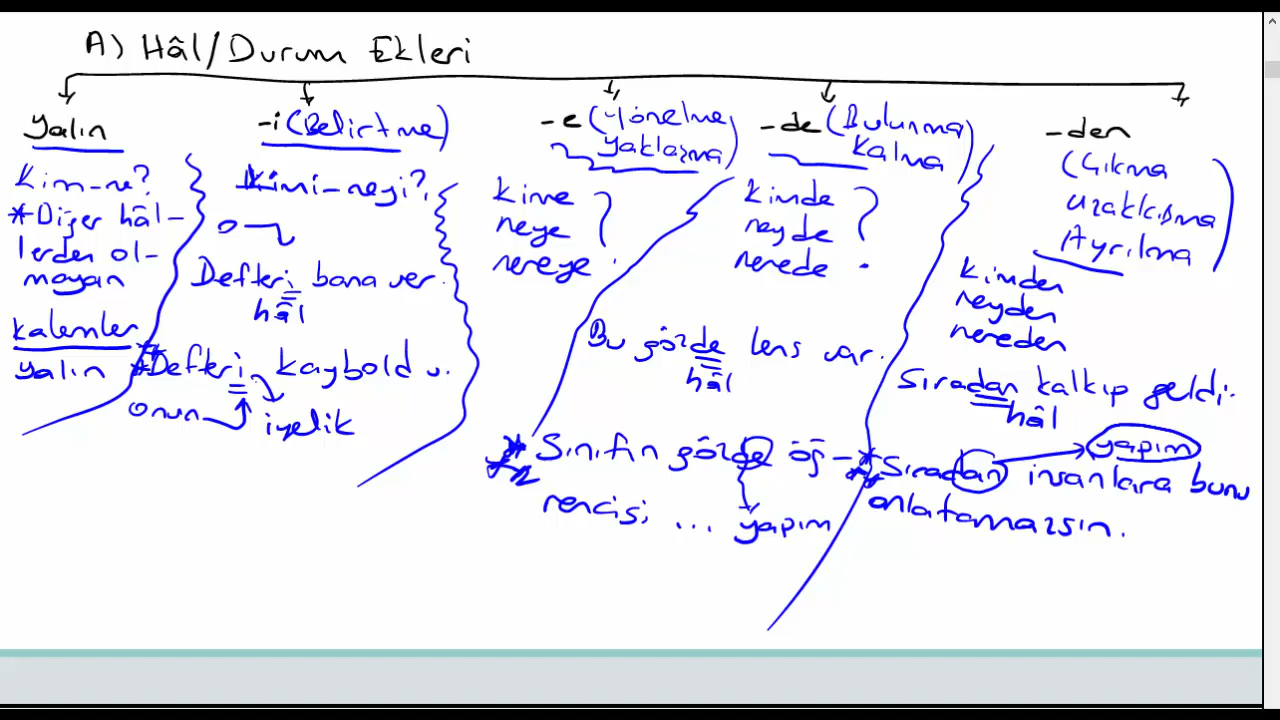 A) Hâl/Durum Ekleri
Yalın
Kim-ne?
*Diğer hâl-
lerden ol-
mayan
kalemler
yalın
-i (Belirtme)
Kimi-neyi?
Defteri bana ver.
hâl
*Defteri kayboldu.
onun
iyelik
-e (Yönelme
Yaklaşma)
kime
neye
nereye
-de (Bulunma
Kalma)
kimde
neyde
nerede
Bu gözde lens var.
hâl
* Sınıfın gözde öğ-
rencisi, ... yapım
-den
(Çıkma
Uzaklaşma
Ayrılma)
kimden
neyden
nereden
Sıradan kalkıp geldi.
hâl
yapım
* Sıradan insanlara bunu
anlatamazsın.